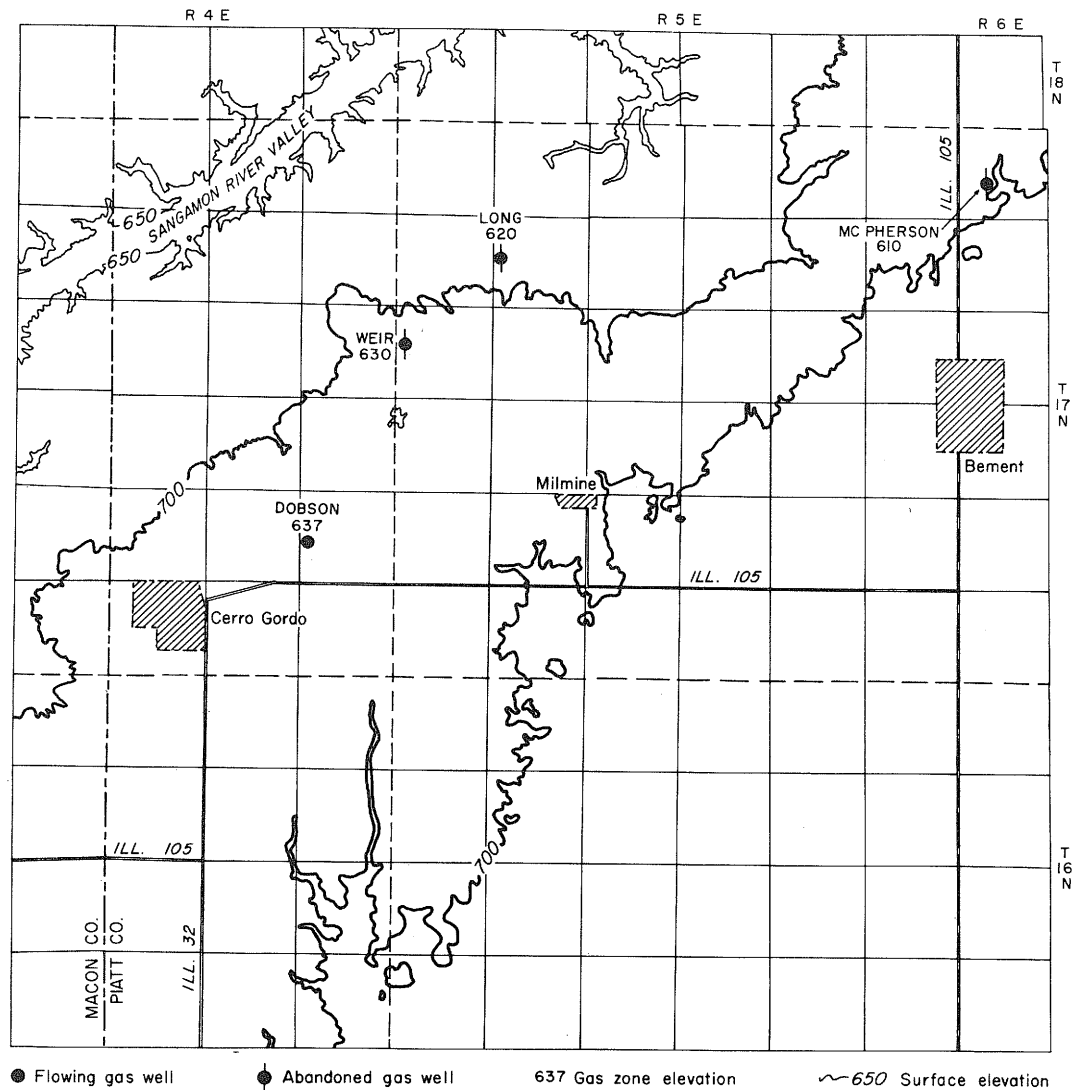 R 4 E
R 5 E
R 6 E
T
18
N
ILL. 105
SANGAMON RIVER VALLEY
650
650
LONG
620
MC PHERSON
610
WEIR
630
T
17
N
Bement
Milmine
700
DOBSON
637
ILL. 105
Cerro Gordo
700
ILL. 105
T
16
N
MACON CO.
PIATT CO.
ILL. 32
Flowing gas well
Abandoned gas well
637 Gas zone elevation
650 Surface elevation